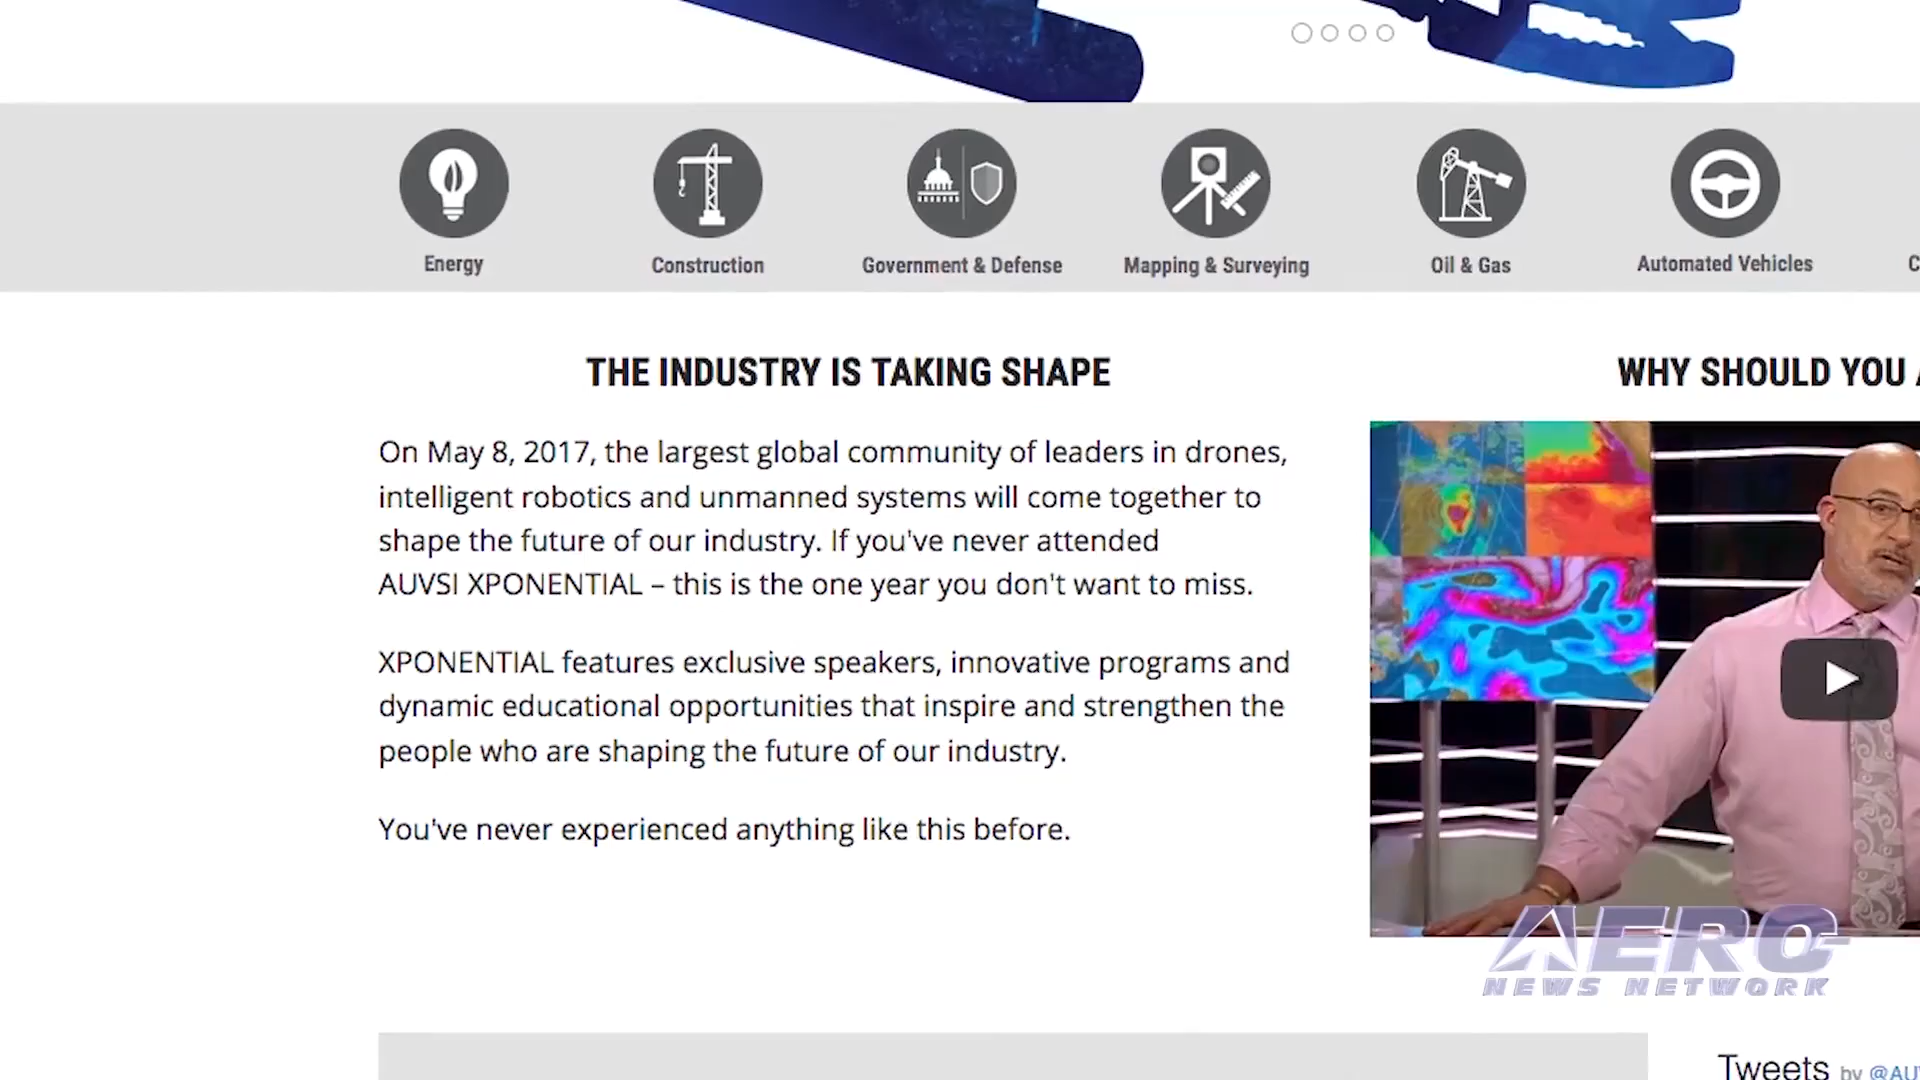 Energy
Construction
Government & Defense
Mapping & Surveying
Oil & Gas
Automated Vehicles
THE INDUSTRY IS TAKING SHAPE
On May 8, 2017, the largest global community of leaders in drones,
intelligent robotics and unmanned systems will come together to
shape the future of our industry. If you've never attended
AUVSI XPONENTIAL – this is the one year you don't want to miss.
XPONENTIAL features exclusive speakers, innovative programs and
dynamic educational opportunities that inspire and strengthen the
people who are shaping the future of our industry.
You've never experienced anything like this before.
WHY SHOULD YOU
AERO
NEWS NETWORK
Tweets by